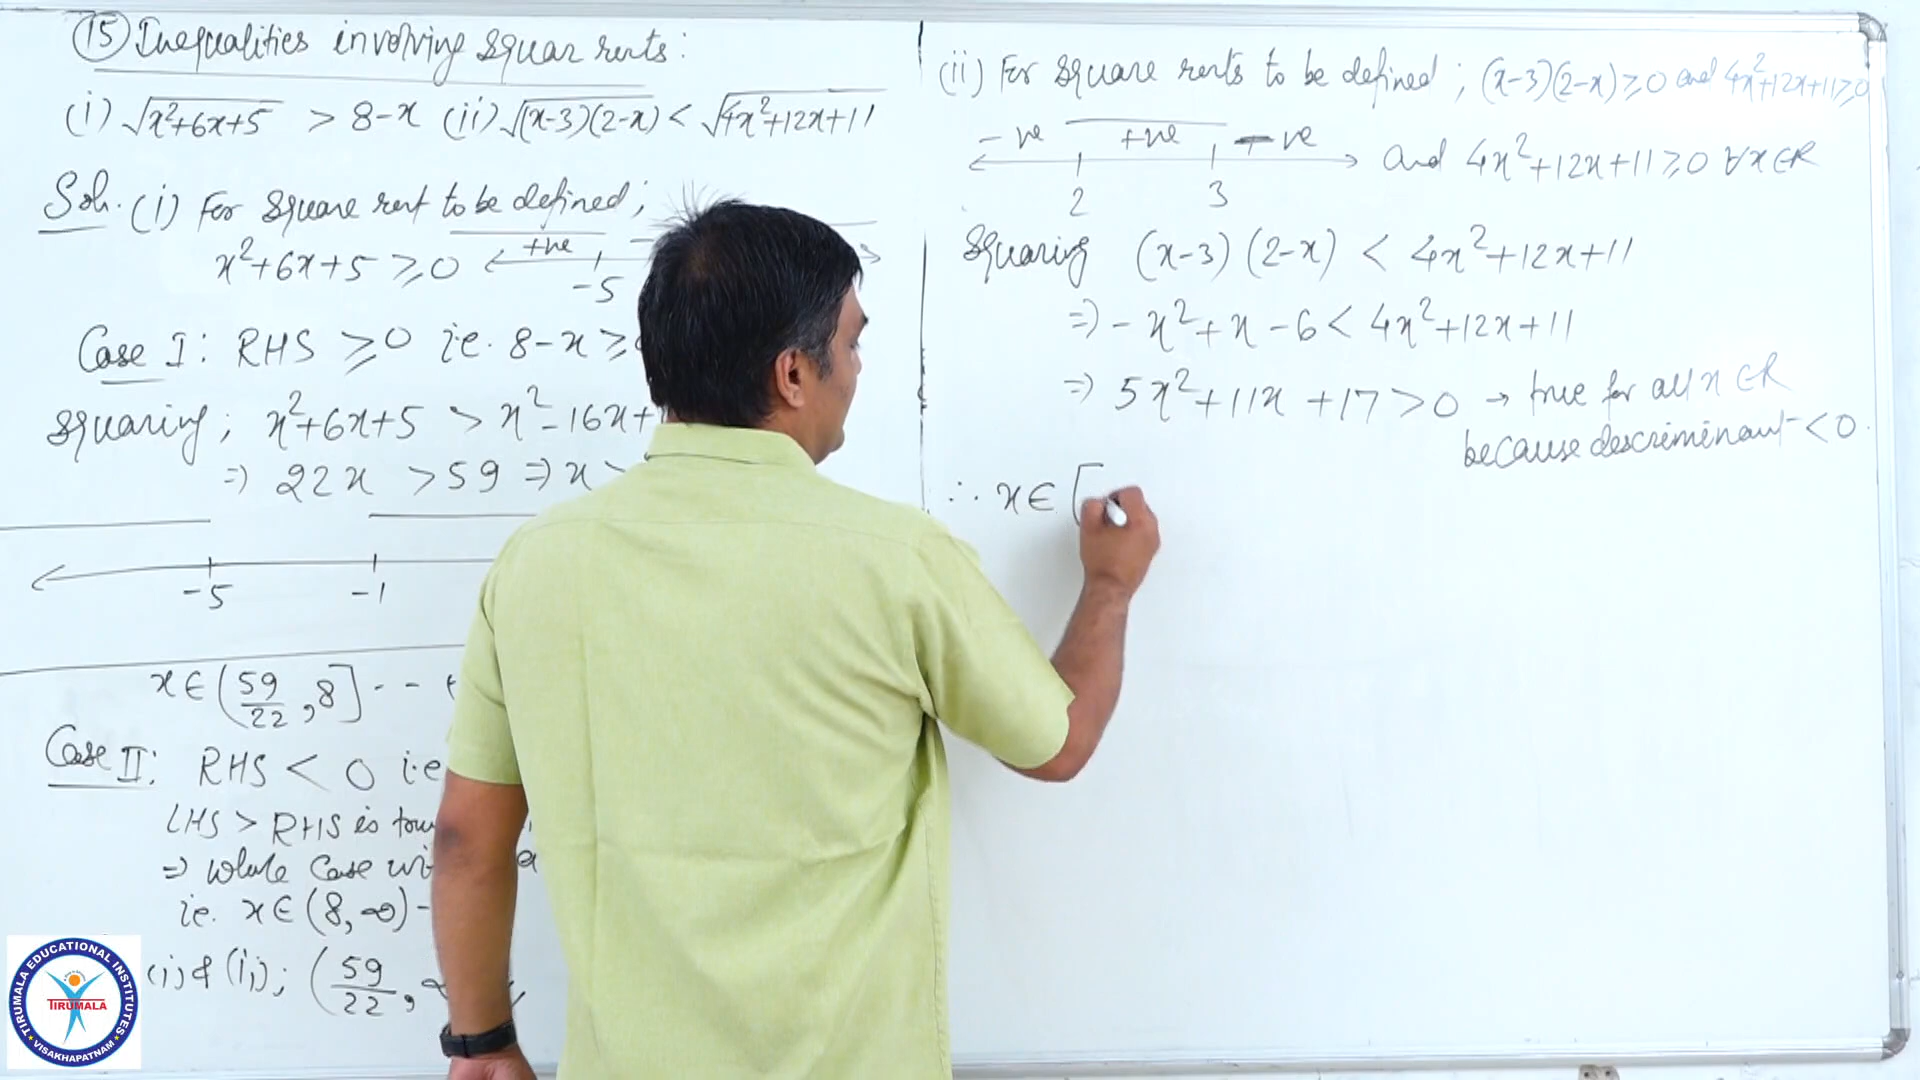 (15) Inequalities involving squar roots :
(i) √x²+6x+5 > 8-x (ii) √(x-3)(2-x) < √4x²+12x+11
Soln. (i) For square root to be defined ;
x²+6x+5 ≥ 0 +ve -5
Case I : RHS ≥ 0 i.e. 8-x ≥
squaring ; x²+6x+5 > x²-16x+
⇒ 22x > 59 ⇒ x >
-5 -1
x ∈ (59/22 , 8] - -
Case II : RHS < 0 i.e
LHS > RHS is
⇒ whole case
ie. x ∈ (8, ∞) -
(i) & (ii) ; (59/22 ,
(ii) For square roots to be defined ; (x-3)(2-x) ≥ 0 and 4x²+12x+11 ≥ 0
-ve +ve -ve and 4x²+12x+11 ≥ 0 ∀ x ∈ R
2 3
Squaring (x-3)(2-x) < 4x²+12x+11
⇒ -x²+x-6 < 4x²+12x+11
⇒ 5x²+11x+17 > 0 → true for all x ∈ R
because descriminant < 0.
∴ x ∈ [
TIRUMALA EDUCATIONAL INSTITUTES
TIRUMALA
VISAKHAPATNAM